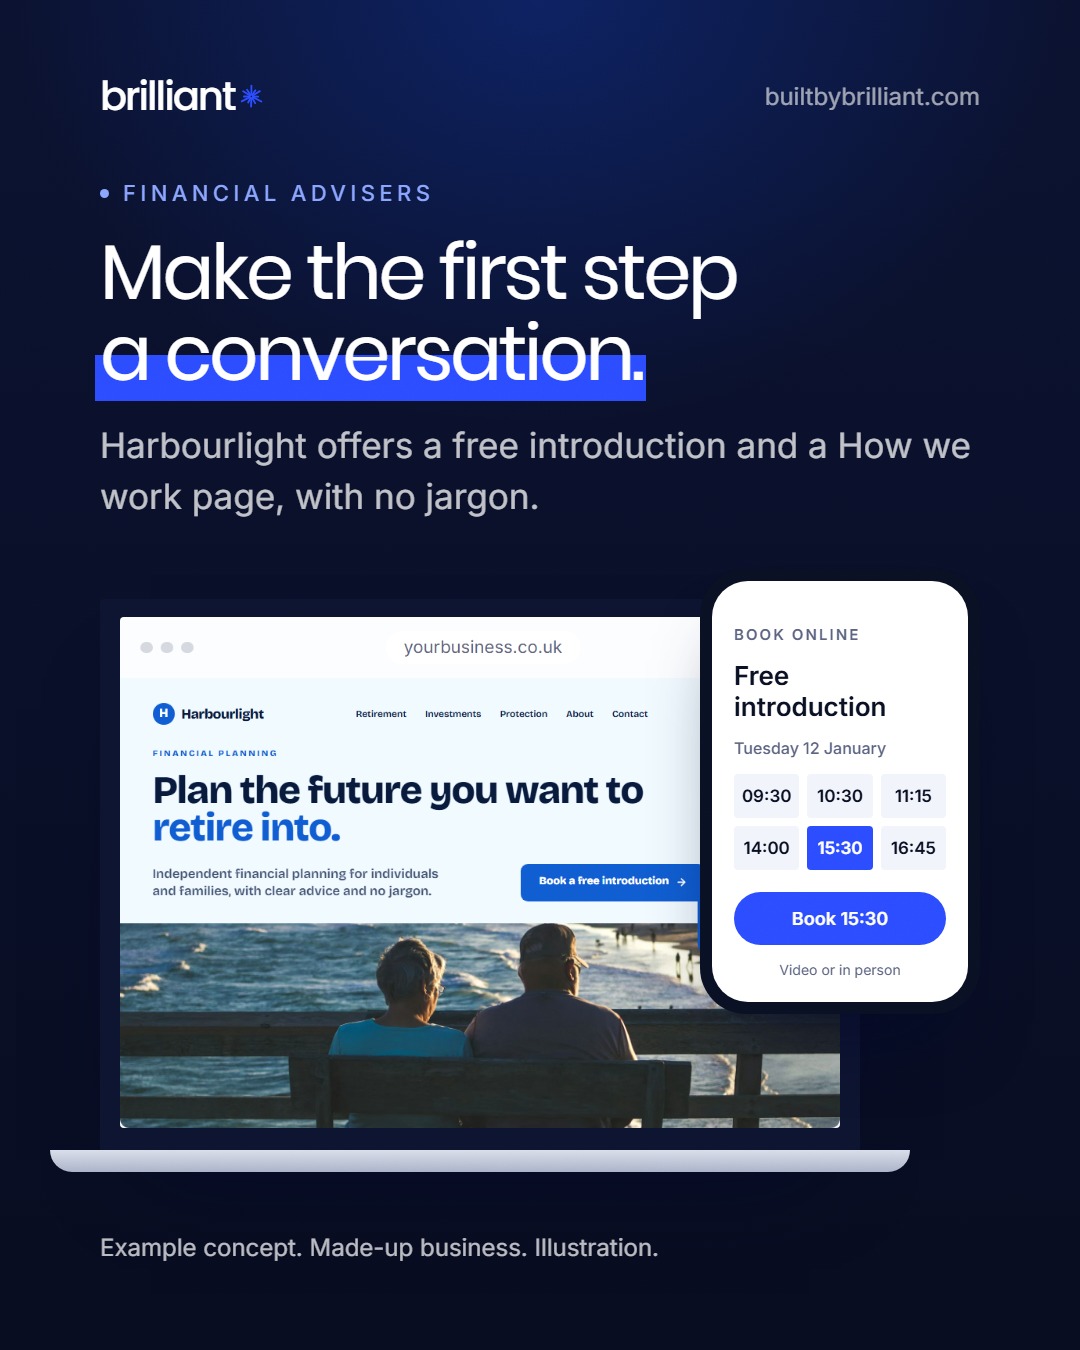 brilliant
builtbybrilliant.com
FINANCIAL ADVISERS
Make the first step
a conversation.
Harbourlight offers a free introduction and a How we
work page, with no jargon.
yourbusiness.co.uk
H Harbourlight
Retirement Investments Protection About Contact
FINANCIAL PLANNING
Plan the future you want to
retire into.
Independent financial planning for individuals
and families, with clear advice and no jargon.
Book a free introduction →
BOOK ONLINE
Free
introduction
Tuesday 12 January
09:30 10:30 11:15
14:00 15:30 16:45
Book 15:30
Video or in person
Example concept. Made-up business. Illustration.